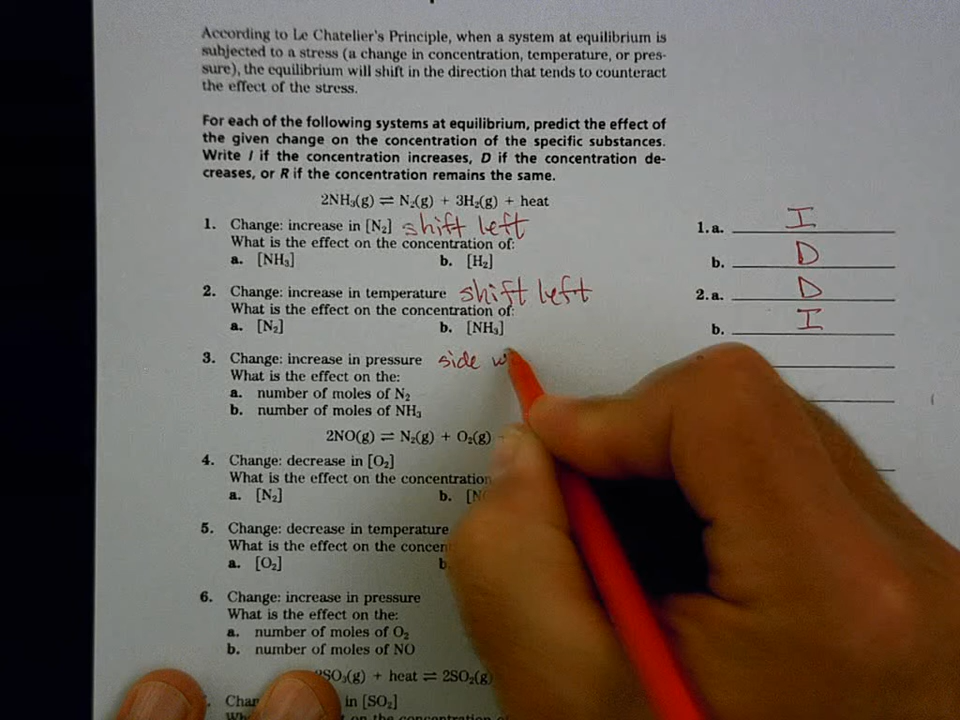 According to Le Chatelier's Principle, when a system at equilibrium is
subjected to a stress (a change in concentration, temperature, or pres-
sure), the equilibrium will shift in the direction that tends to counteract
the effect of the stress.
For each of the following systems at equilibrium, predict the effect of
the given change on the concentration of the specific substances.
Write I if the concentration increases, D if the concentration de-
creases, or R if the concentration remains the same.
2NH₃(g) ⇌ N₂(g) + 3H₂(g) + heat
1. Change: increase in [N₂] shift left
What is the effect on the concentration of:
a. [NH₃] b. [H₂]
1. a. I
b. D
2. Change: increase in temperature shift left
What is the effect on the concentration of:
a. [N₂] b. [NH₃]
2. a. D
b. I
3. Change: increase in pressure side
What is the effect on the:
a. number of moles of N₂
b. number of moles of NH₃
2NO(g) ⇌ N₂(g) + O₂(g)
4. Change: decrease in [O₂]
What is the effect on the concentration
a. [N₂] b.
5. Change: decrease in temperature
What is the effect on the
a. [O₂] b
6. Change: increase in pressure
What is the effect on the:
a. number of moles of O₂
b. number of moles of NO
(g) + heat ⇌ 2SO₂(g)
in [SO₂]
on the concentration